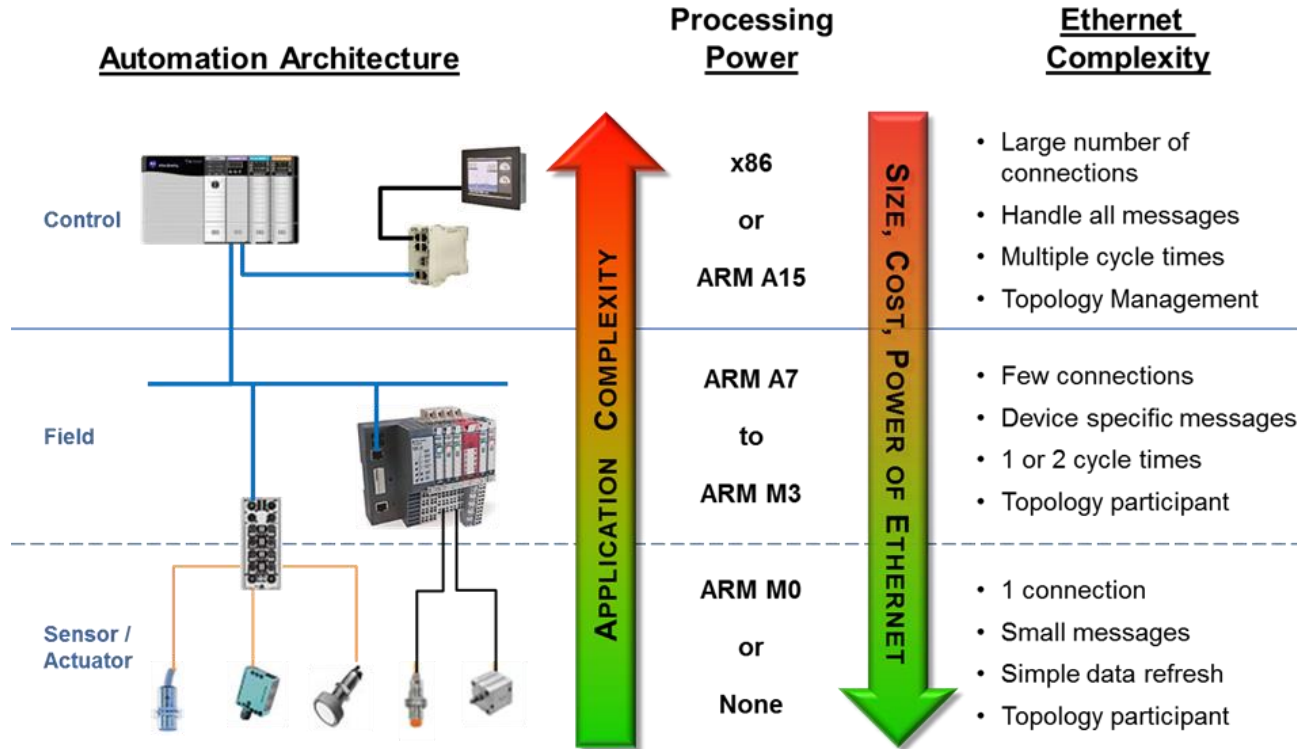 Automation Architecture
Processing
Power
Ethernet
Complexity
Control
x86
or
ARM A15
• Large number of
connections
• Handle all messages
• Multiple cycle times
• Topology Management
Field
ARM A7
to
ARM M3
• Few connections
• Device specific messages
• 1 or 2 cycle times
• Topology participant
Sensor /
Actuator
ARM M0
or
None
• 1 connection
• Small messages
• Simple data refresh
• Topology participant
APPLICATION COMPLEXITY
SIZE, COST, POWER OF ETHERNET